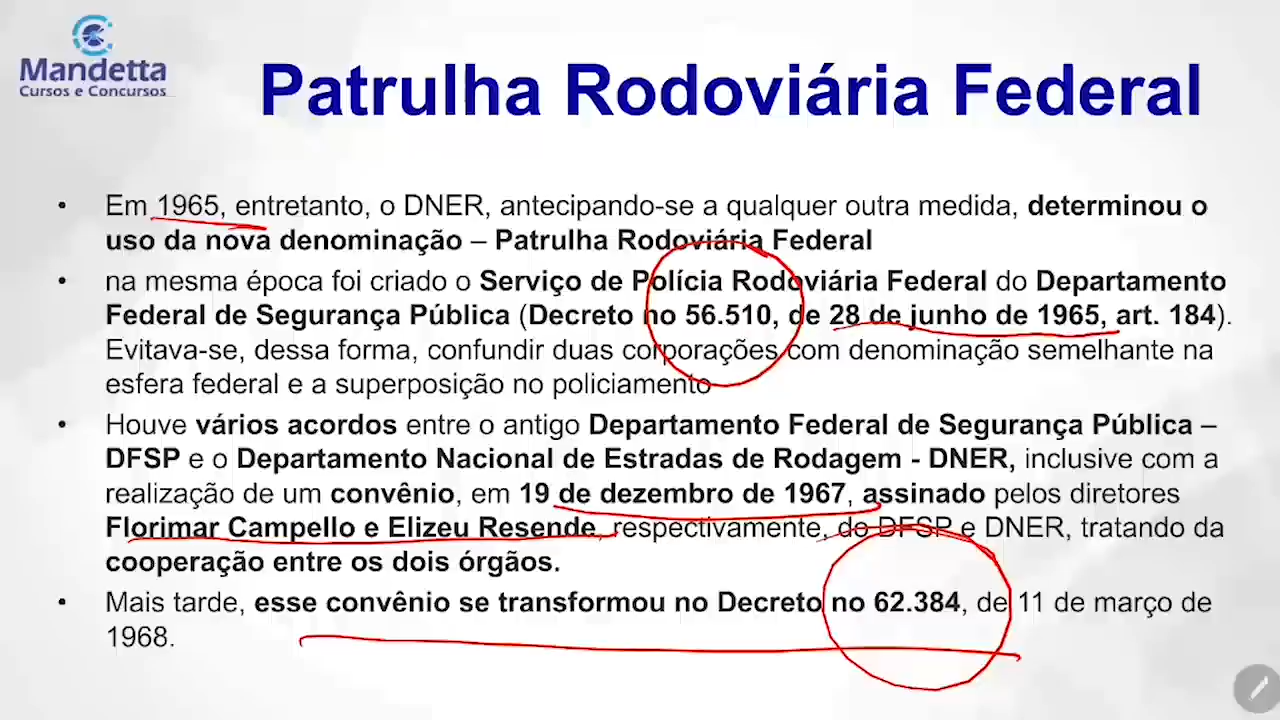 Mandetta
Cursos e Concursos
Patrulha Rodoviária Federal
• Em 1965, entretanto, o DNER, antecipando-se a qualquer outra medida, determinou o
uso da nova denominação – Patrulha Rodoviária Federal
• na mesma época foi criado o Serviço de Polícia Rodoviária Federal do Departamento
Federal de Segurança Pública (Decreto no 56.510, de 28 de junho de 1965, art. 184).
Evitava-se, dessa forma, confundir duas corporações com denominação semelhante na
esfera federal e a superposição no policiamento
• Houve vários acordos entre o antigo Departamento Federal de Segurança Pública –
DFSP e o Departamento Nacional de Estradas de Rodagem - DNER, inclusive com a
realização de um convênio, em 19 de dezembro de 1967, assinado pelos diretores
Florimar Campello e Elizeu Resende, respectivamente, do DFSP e DNER, tratando da
cooperação entre os dois órgãos.
• Mais tarde, esse convênio se transformou no Decreto no 62.384, de 11 de março de
1968.